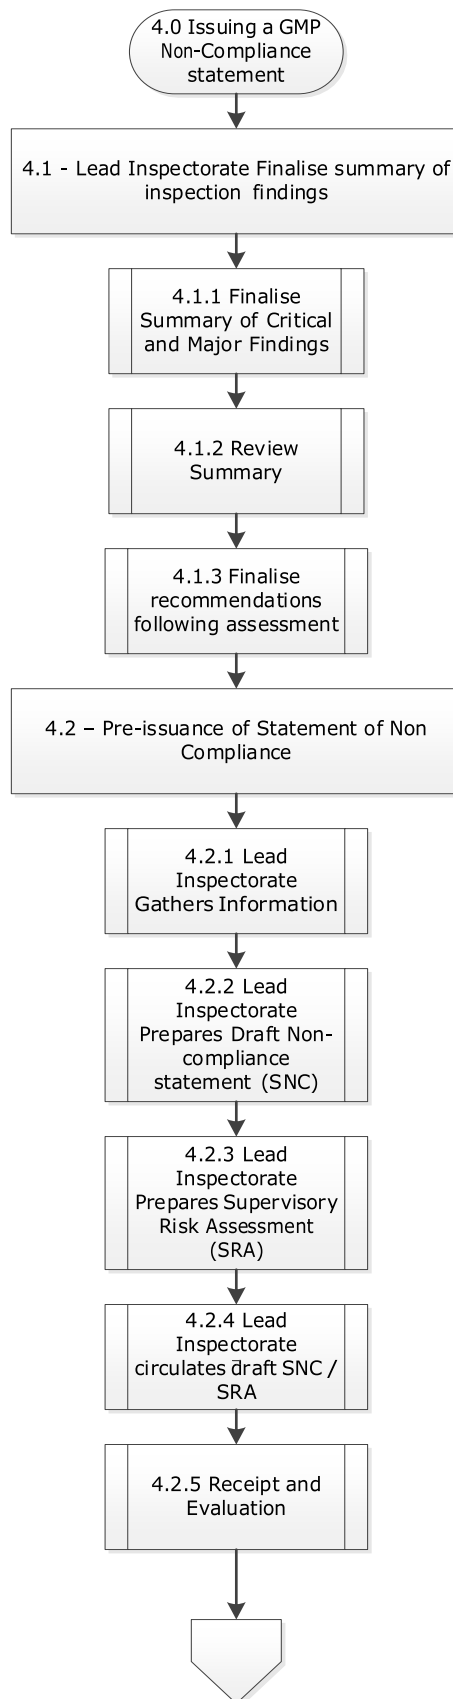 4.0 Issuing a GMP
Non-Compliance
statement
4.1 - Lead Inspectorate Finalise summary of
inspection findings
4.1.1 Finalise
Summary of Critical
and Major Findings
4.1.2 Review
Summary
4.1.3 Finalise
recommendations
following assessment
4.2 – Pre-issuance of Statement of Non
Compliance
4.2.1 Lead
Inspectorate
Gathers Information
4.2.2 Lead
Inspectorate
Prepares Draft Non-
compliance
statement (SNC)
4.2.3 Lead
Inspectorate
Prepares Supervisory
Risk Assessment
(SRA)
4.2.4 Lead
Inspectorate
circulates draft SNC /
SRA
4.2.5 Receipt and
Evaluation